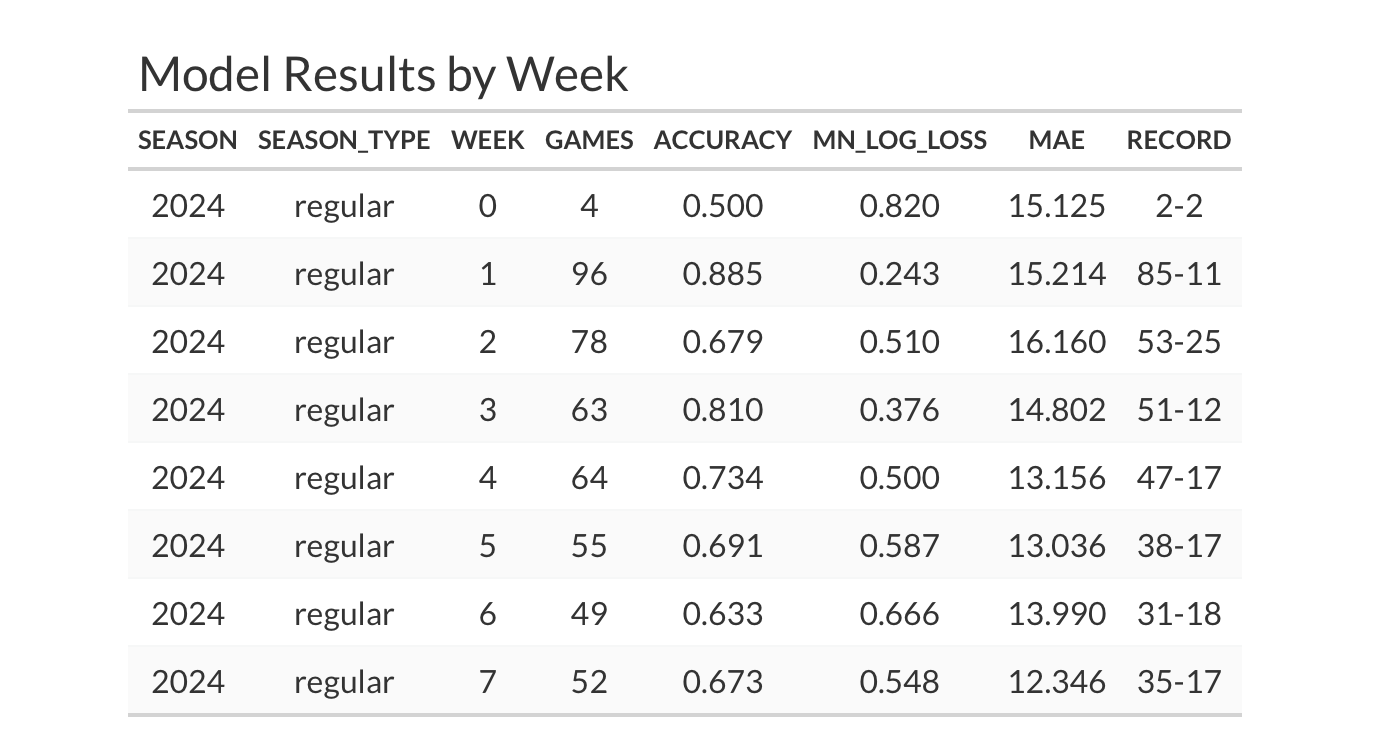 Model Results by Week
SEASON SEASON_TYPE WEEK GAMES ACCURACY MN_LOG_LOSS MAE RECORD
2024 regular 0 4 0.500 0.820 15.125 2-2
2024 regular 1 96 0.885 0.243 15.214 85-11
2024 regular 2 78 0.679 0.510 16.160 53-25
2024 regular 3 63 0.810 0.376 14.802 51-12
2024 regular 4 64 0.734 0.500 13.156 47-17
2024 regular 5 55 0.691 0.587 13.036 38-17
2024 regular 6 49 0.633 0.666 13.990 31-18
2024 regular 7 52 0.673 0.548 12.346 35-17